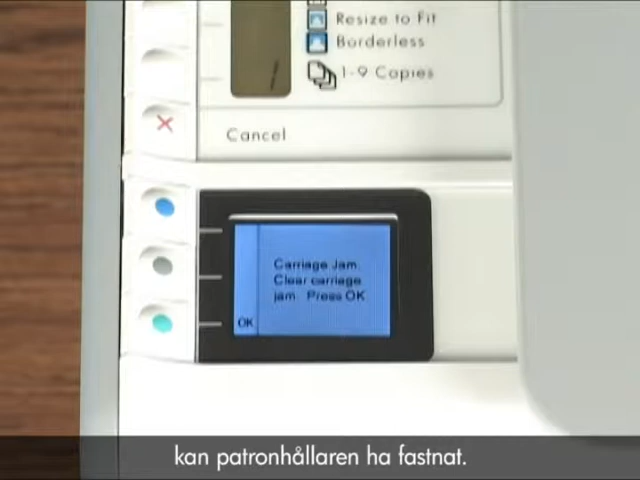 Resize to Fit
Borderless
1-9 Copies
Cancel
Carriage Jam.
Clear carriage
jam. Press OK
OK
kan patronhållaren ha fastnat.